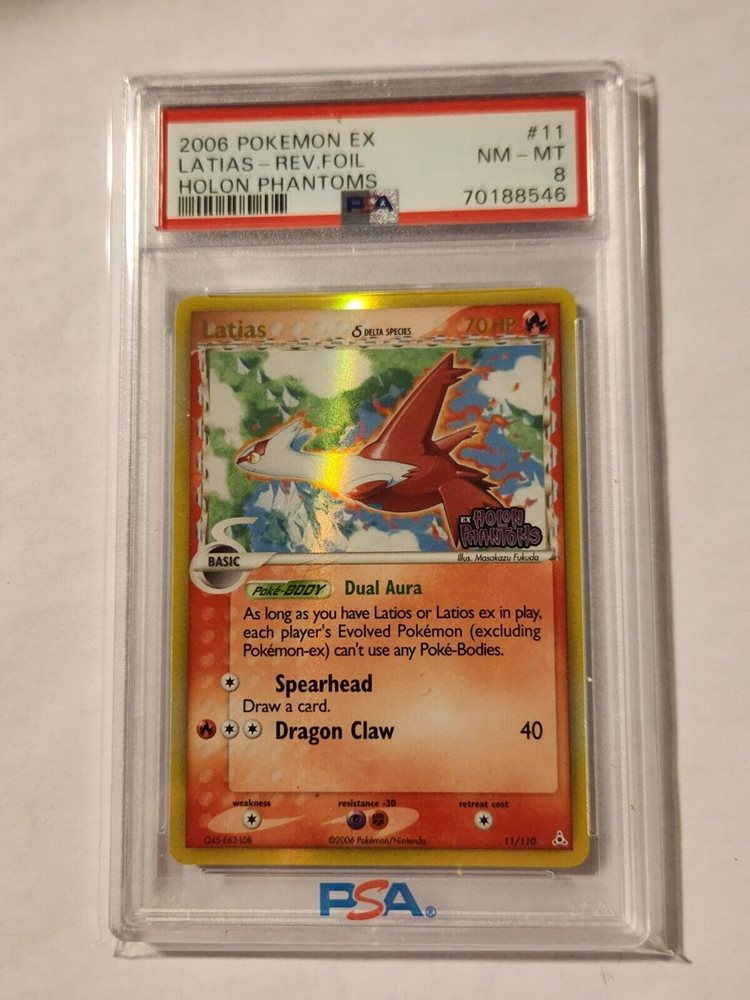 2006 POKEMON EX #11
LATIAS - REV.FOIL NM - MT
HOLON PHANTOMS 8
70188546
PSA
Latias δ DELTA SPECIES 70 HP
EX HOLON
PHANTOMS
Illus. Masakazu Fukuda
BASIC
Poké-BODY Dual Aura
As long as you have Latios or Latios ex in play,
each player's Evolved Pokémon (excluding
Pokémon-ex) can't use any Poké-Bodies.
Spearhead
Draw a card.
Dragon Claw 40
weakness resistance -30 retreat cost
©2006 Pokémon/Nintendo 11/110
PSA®